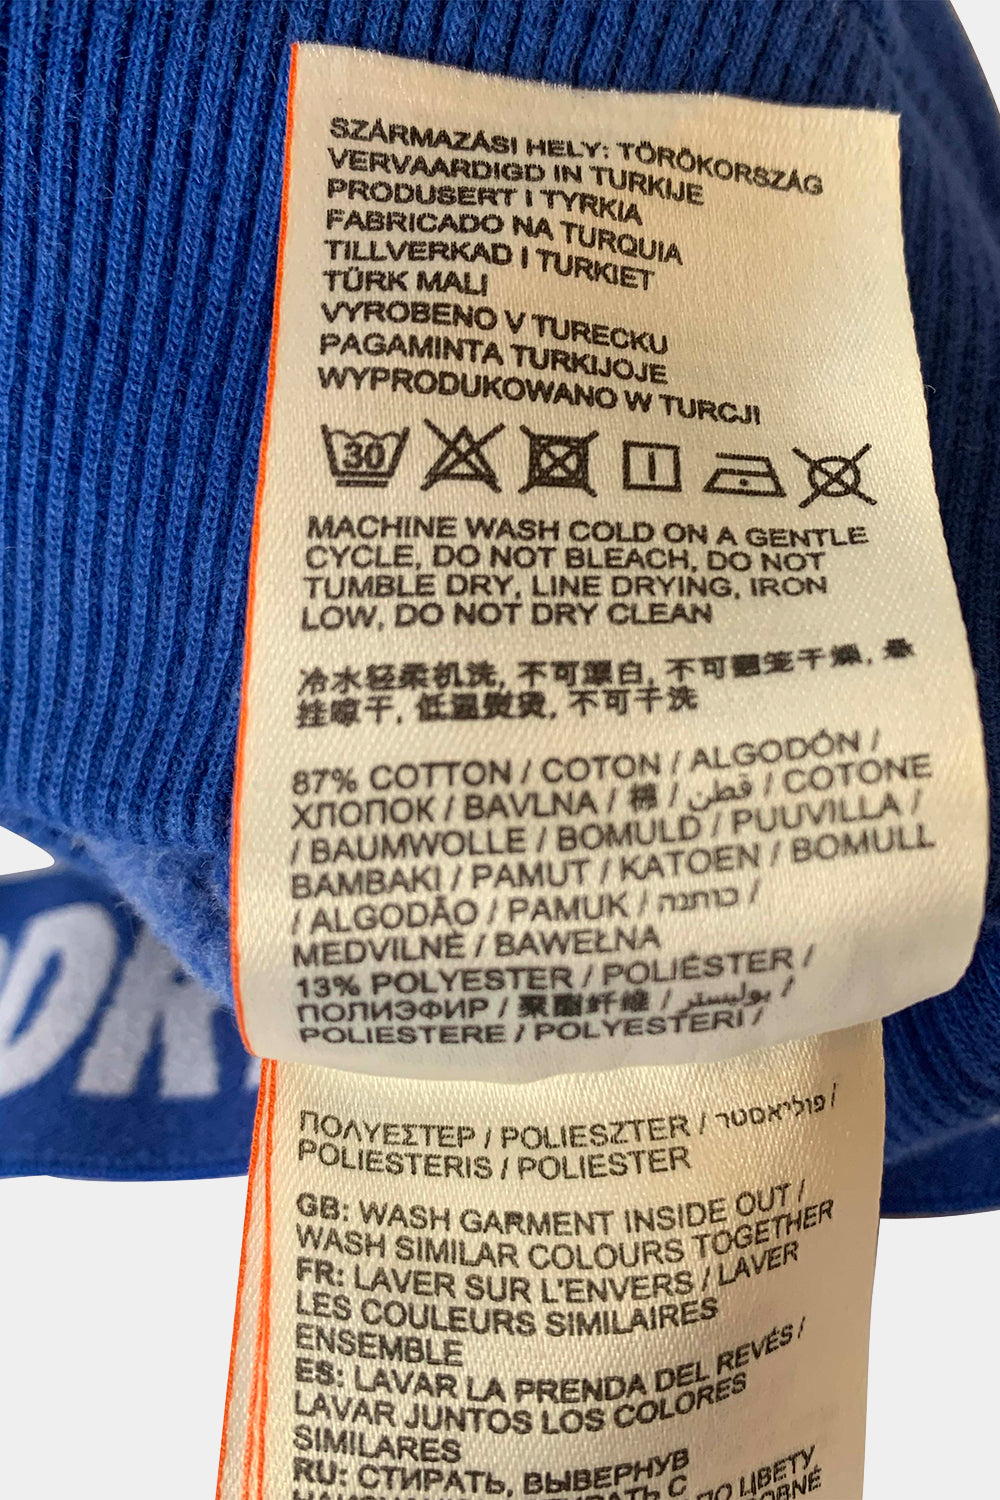 SZÁRMAZÁSI HELY: TÖRÖKORSZÁG
VERVAARDIGD IN TURKIJE
PRODUSERT I TYRKIA
FABRICADO NA TURQUIA
TILLVERKAD I TURKIET
TÜRK MALI
VYROBENO V TURECKU
PAGAMINTA TURKIJOJE
WYPRODUKOWANO W TURCJI
30
MACHINE WASH COLD ON A GENTLE
CYCLE, DO NOT BLEACH, DO NOT
TUMBLE DRY, LINE DRYING, IRON
LOW, DO NOT DRY CLEAN
冷水轻柔机洗, 不可漂白, 不可翻笼干燥, 悬
挂晾干, 低温熨烫, 不可干洗
87% COTTON / COTON / ALGODÓN /
ХЛОПОК / BAVLNA / 棉 / قطن / COTONE
/ BAUMWOLLE / BOMULD / PUUVILLA /
BAMBAKI / PAMUT / KATOEN / BOMULL
/ ALGODÃO / PAMUK / כותנה /
MEDVILNĖ / BAWEŁNA
13% POLYESTER / POLIÉSTER /
ПОЛИЭФИР / 聚酯纤维 / بوليستر /
POLIESTERE / POLYESTERI /
ΠΟΛΥΕΣΤΕΡ / POLIESZTER / פוליאסטר /
POLIESTERIS / POLIESTER
GB: WASH GARMENT INSIDE OUT /
WASH SIMILAR COLOURS TOGETHER
FR: LAVER SUR L'ENVERS / LAVER
LES COULEURS SIMILAIRES
ENSEMBLE
ES: LAVAR LA PRENDA DEL REVÉS /
LAVAR JUNTOS LOS COLORES
SIMILARES
RU: СТИРАТЬ, ВЫВЕРНУВ
ПО ЦВЕТУ